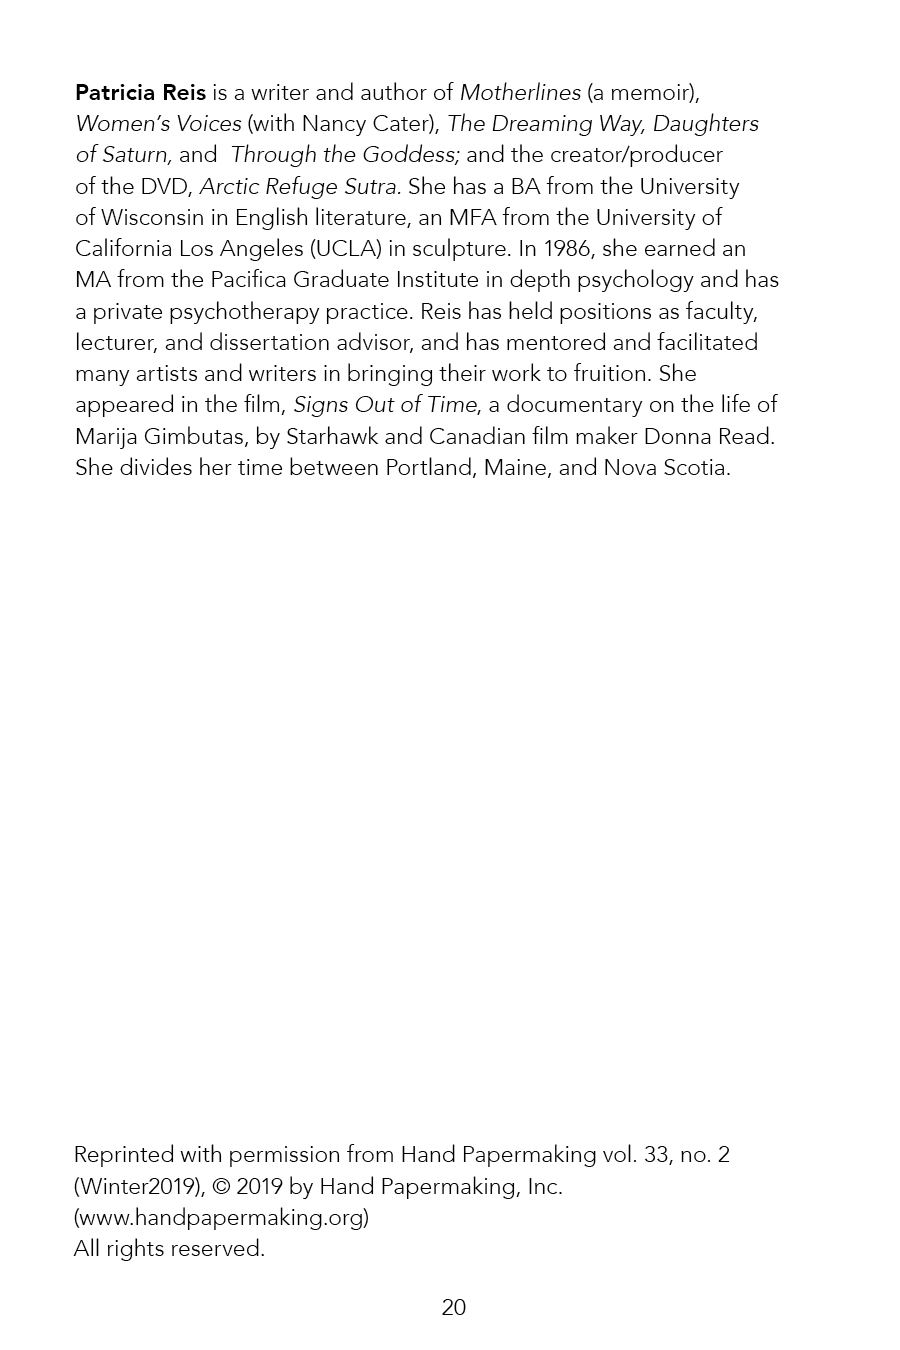 Patricia Reis is a writer and author of Motherlines (a memoir),
Women’s Voices (with Nancy Cater), The Dreaming Way, Daughters
of Saturn, and  Through the Goddess; and the creator/producer
of the DVD, Arctic Refuge Sutra. She has a BA from the University
of Wisconsin in English literature, an MFA from the University of
California Los Angeles (UCLA) in sculpture. In 1986, she earned an
MA from the Pacifica Graduate Institute in depth psychology and has
a private psychotherapy practice. Reis has held positions as faculty,
lecturer, and dissertation advisor, and has mentored and facilitated
many artists and writers in bringing their work to fruition. She
appeared in the film, Signs Out of Time, a documentary on the life of
Marija Gimbutas, by Starhawk and Canadian film maker Donna Read.
She divides her time between Portland, Maine, and Nova Scotia.
Reprinted with permission from Hand Papermaking vol. 33, no. 2
(Winter2019), © 2019 by Hand Papermaking, Inc.
(www.handpapermaking.org)
All rights reserved.
20